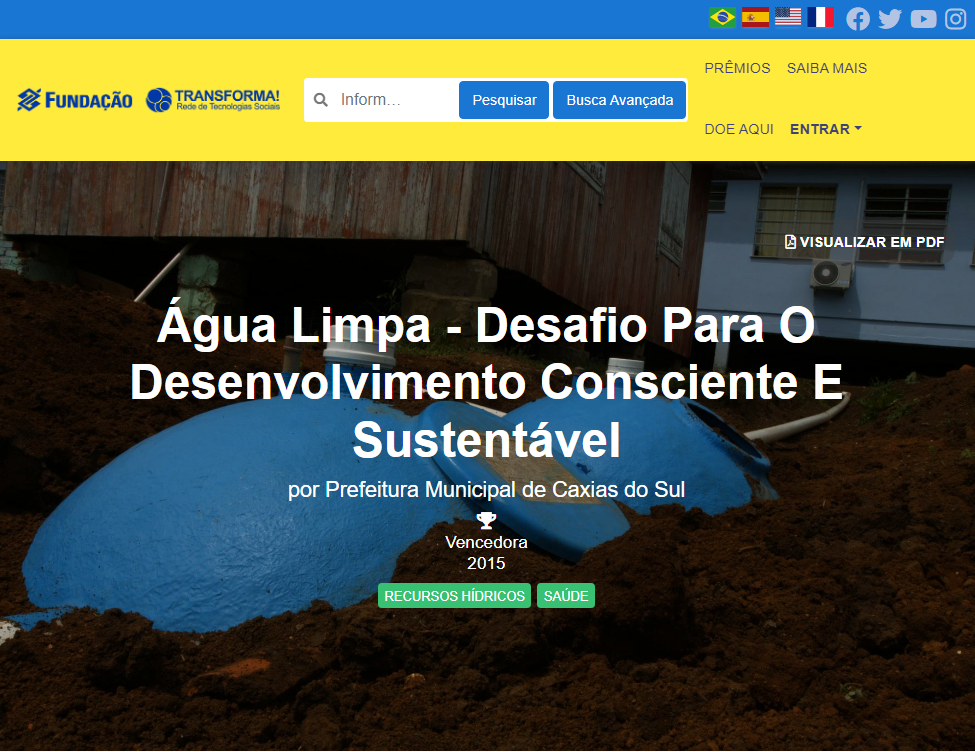 FUNDAÇÃO
TRANSFORMA!
Rede de Tecnologias Sociais
Inform...
Pesquisar
Busca Avançada
PRÊMIOS
SAIBA MAIS
DOE AQUI
ENTRAR
VISUALIZAR EM PDF
Água Limpa - Desafio Para O
Desenvolvimento Consciente E
Sustentável
por Prefeitura Municipal de Caxias do Sul
Vencedora
2015
RECURSOS HÍDRICOS
SAÚDE